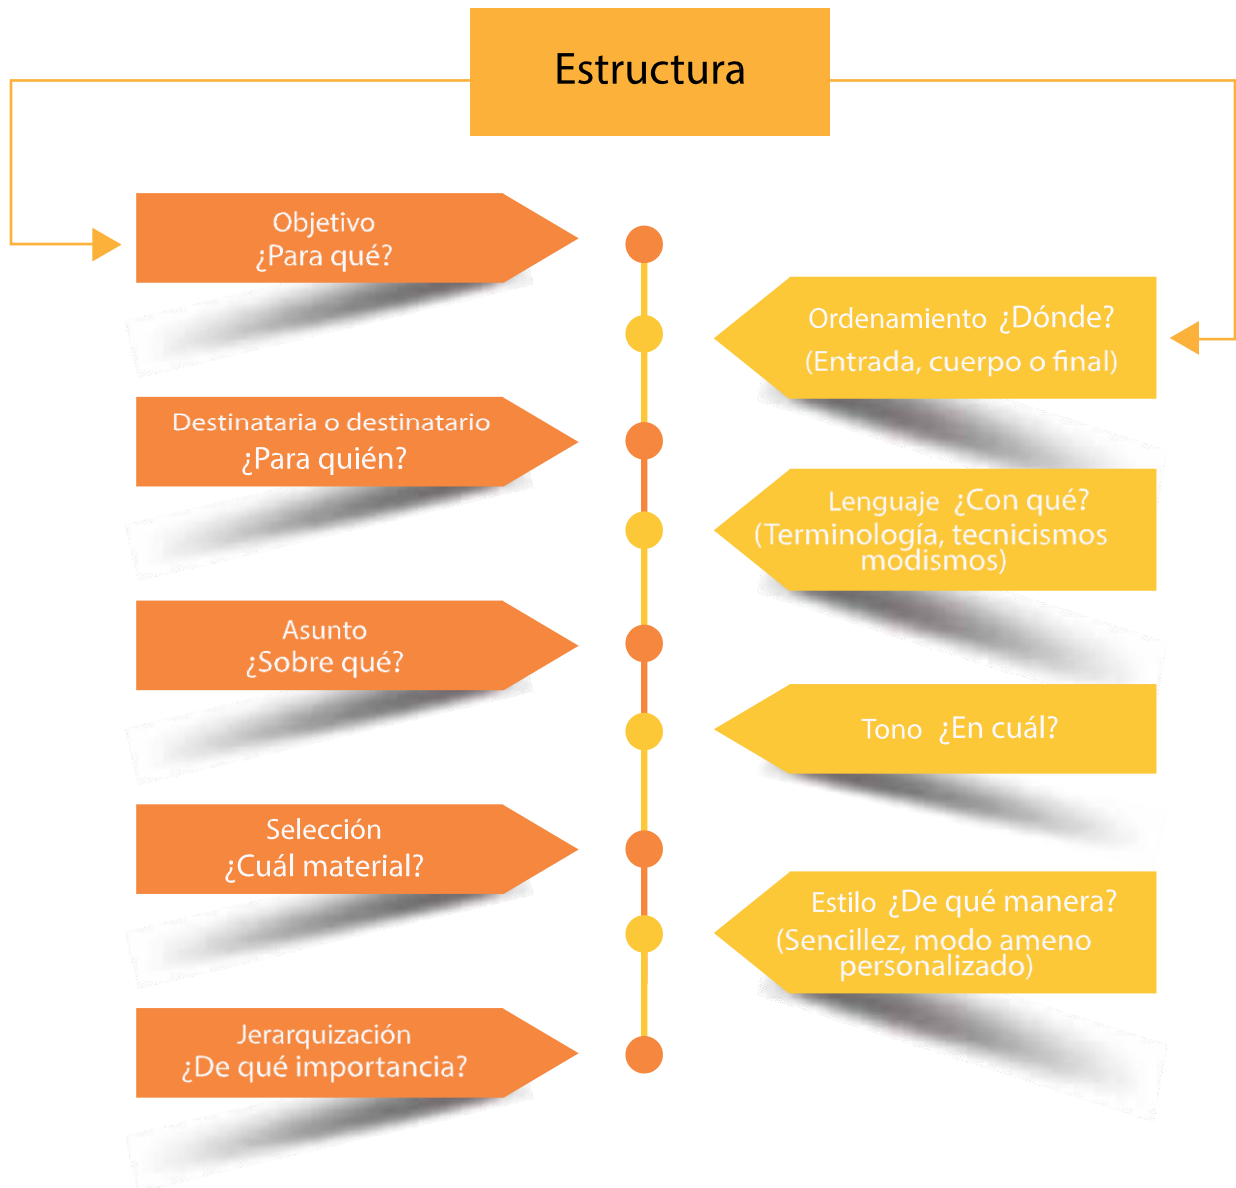 Estructura
Objetivo
¿Para qué?
Destinataria o destinatario
¿Para quién?
Asunto
¿Sobre qué?
Selección
¿Cuál material?
Jerarquización
¿De qué importancia?
Ordenamiento ¿Dónde?
(Entrada, cuerpo o final)
Lenguaje ¿Con qué?
(Terminología, tecnicismos
modismos)
Tono ¿En cuál?
Estilo ¿De qué manera?
(Sencillez, modo ameno
personalizado)